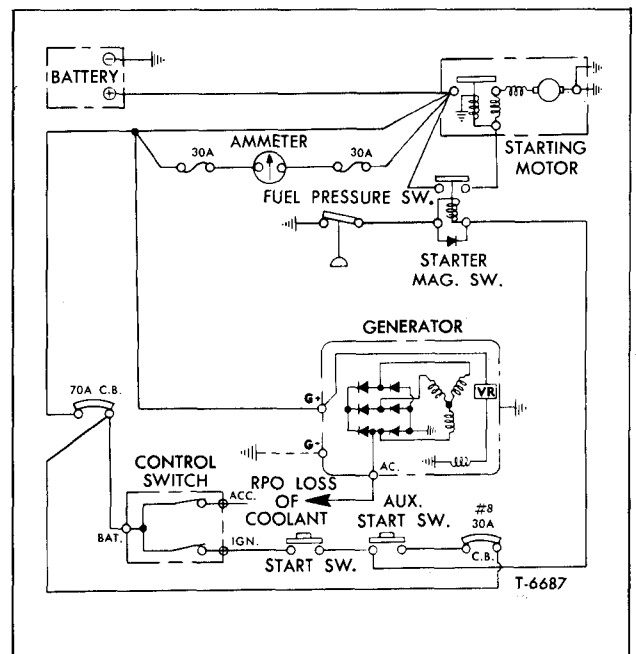 BATTERY
STARTING
MOTOR
AMMETER
30A
30A
FUEL PRESSURE SW.
STARTER
MAG. SW.
GENERATOR
VR
G+
G-
AC.
70A C.B.
CONTROL
SWITCH
ACC.
RPO LOSS
OF
COOLANT
AUX.
START SW.
#8
30A
C.B.
BAT.
IGN.
START SW.
T-6687